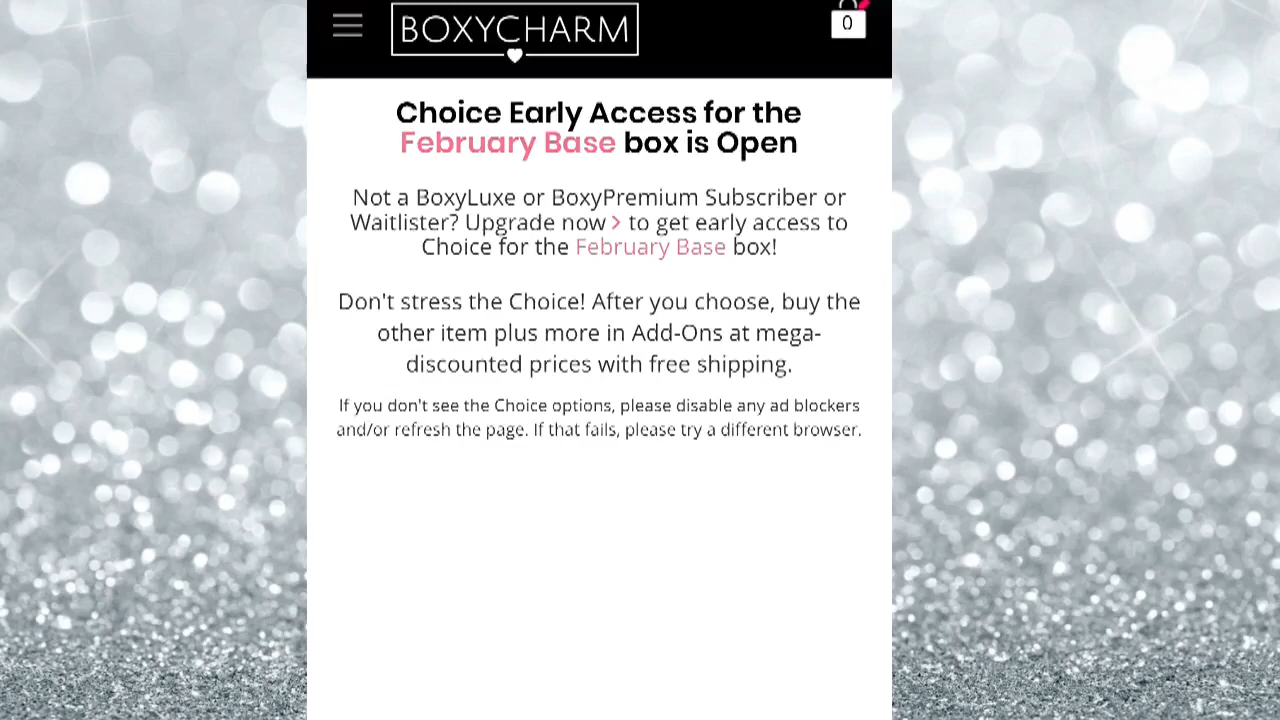 BOXYCHARM
0
Choice Early Access for the
February Base box is Open
Not a BoxyLuxe or BoxyPremium Subscriber or
Waitlister? Upgrade now > to get early access to
Choice for the February Base box!
Don't stress the Choice! After you choose, buy the
other item plus more in Add-Ons at mega-
discounted prices with free shipping.
If you don't see the Choice options, please disable any ad blockers
and/or refresh the page. If that fails, please try a different browser.